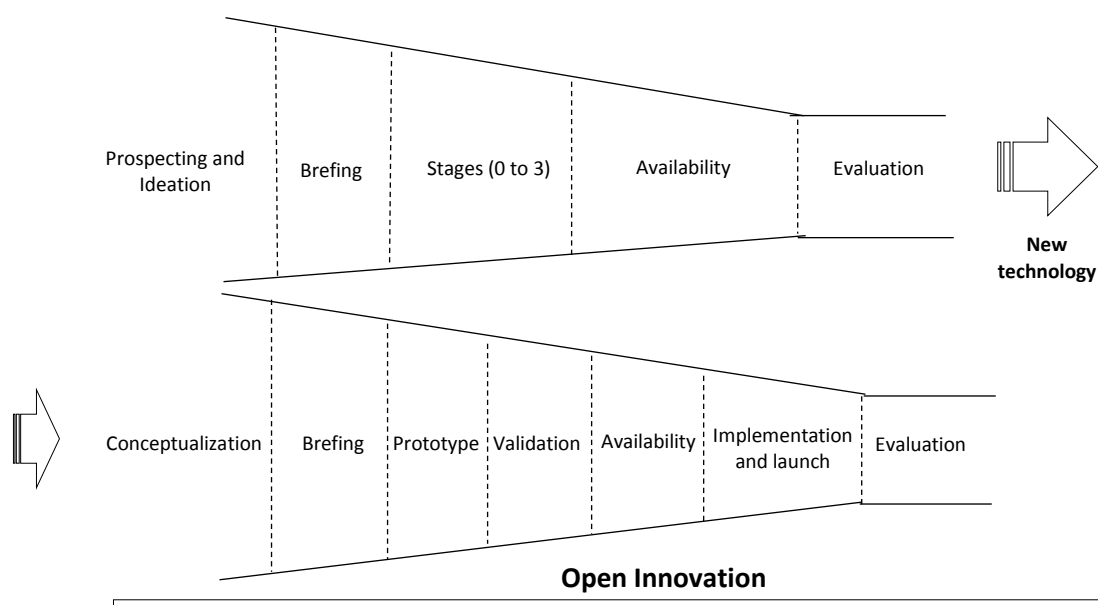 Prospecting and
Ideation
Brefing
Stages (0 to 3)
Availability
Evaluation
New
technology
Conceptualization
Brefing
Prototype
Validation
Availability
Implementation
and launch
Evaluation
Open Innovation